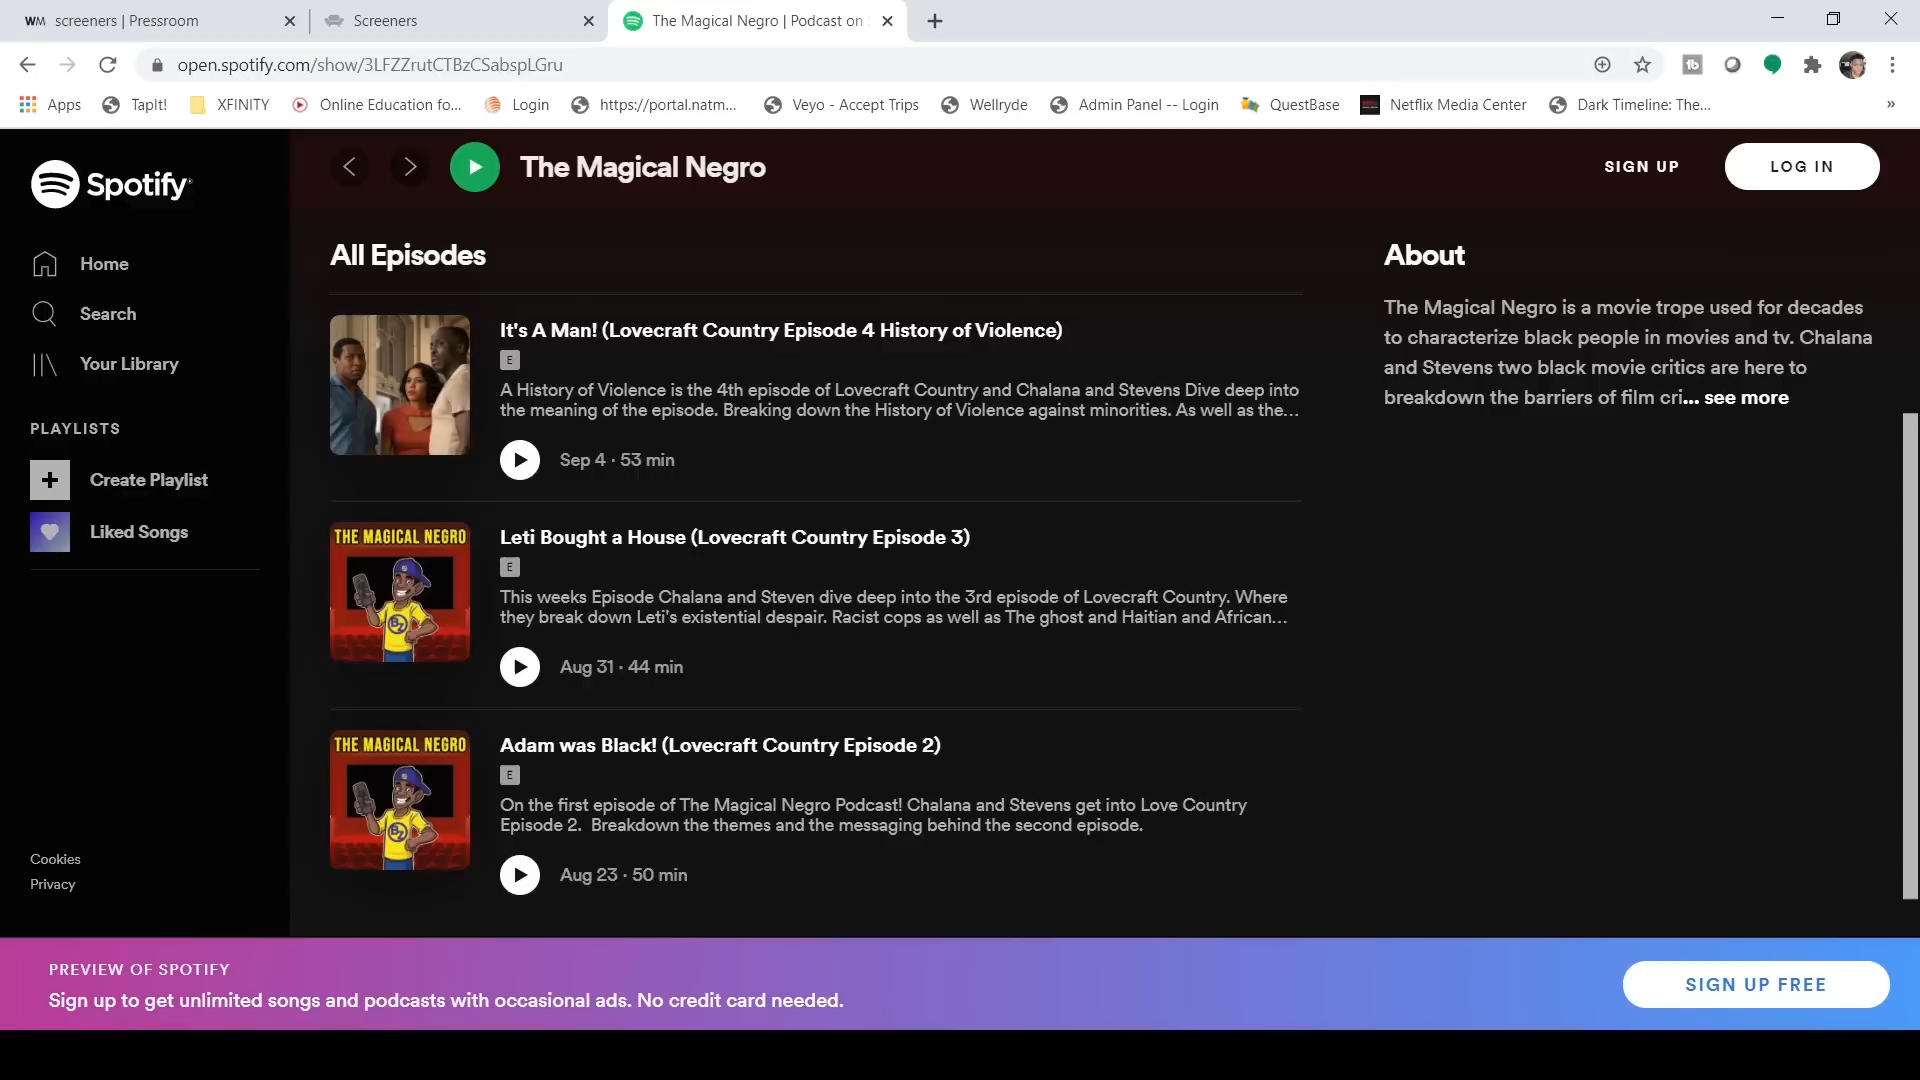 WM screeners | Pressroom
Screeners
The Magical Negro | Podcast on
open.spotify.com/show/3LFZZrutCTBzCSabspLGru
Apps
TapIt!
XFINITY
Online Education fo...
Login
https://portal.natm...
Veyo - Accept Trips
Wellryde
Admin Panel -- Login
QuestBase
Netflix Media Center
Dark Timeline: The...
»
Spotify
The Magical Negro
SIGN UP
LOG IN
Home
Search
Your Library
PLAYLISTS
Create Playlist
Liked Songs
Cookies
Privacy
All Episodes
It's A Man! (Lovecraft Country Episode 4 History of Violence)
E
A History of Violence is the 4th episode of Lovecraft Country and Chalana and Stevens Dive deep into
the meaning of the episode. Breaking down the History of Violence against minorities. As well as the...
Sep 4 · 53 min
THE MAGICAL NEGRO
BZ
Leti Bought a House (Lovecraft Country Episode 3)
E
This weeks Episode Chalana and Steven dive deep into the 3rd episode of Lovecraft Country. Where
they break down Leti's existential despair. Racist cops as well as The ghost and Haitian and African...
Aug 31 · 44 min
THE MAGICAL NEGRO
BZ
Adam was Black! (Lovecraft Country Episode 2)
E
On the first episode of The Magical Negro Podcast! Chalana and Stevens get into Love Country
Episode 2. Breakdown the themes and the messaging behind the second episode.
Aug 23 · 50 min
About
The Magical Negro is a movie trope used for decades
to characterize black people in movies and tv. Chalana
and Stevens two black movie critics are here to
breakdown the barriers of film cri... see more
PREVIEW OF SPOTIFY
Sign up to get unlimited songs and podcasts with occasional ads. No credit card needed.
SIGN UP FREE